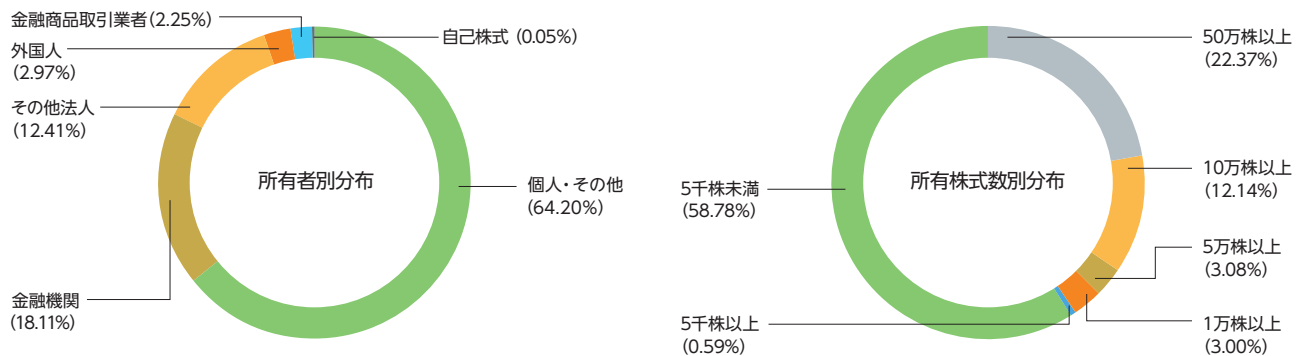 金融商品取引業者(2.25%)
外国人
(2.97%)
その他法人
(12.41%)
金融機関
(18.11%)
自己株式 (0.05%)
個人・その他
(64.20%)
所有者別分布
5千株未満
(58.78%)
5千株以上
(0.59%)
所有株式数別分布
50万株以上
(22.37%)
10万株以上
(12.14%)
5万株以上
(3.08%)
1万株以上
(3.00%)